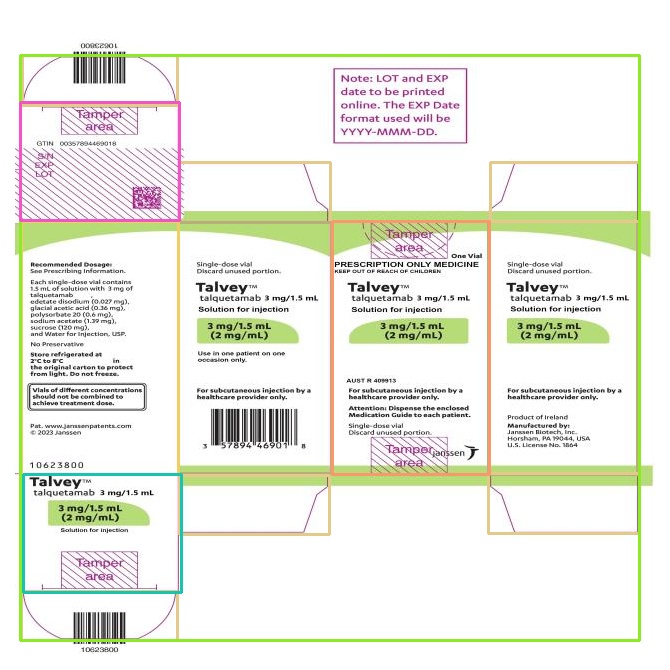 10623800
Tamper
area
GTIN 00357894469018
S/N
EXP
LOT
Note: LOT and EXP
date to be printed
online. The EXP Date
format used will be
YYYY-MMM-DD.
Recommended Dosage:
See Prescribing Information.
Each single-dose vial contains
1.5 mL of solution with 3 mg of
talquetamab ,
edetate disodium (0.027 mg),
glacial acetic acid (0.36 mg),
polysorbate 20 (0.6 mg),
sodium acetate (1.39 mg),
sucrose (120 mg),
and Water for Injection, USP.
No Preservative
Store refrigerated at
2°C to 8°C in
the original carton to protect
from light. Do not freeze.
Vials of different concentrations
should not be combined to
achieve treatment dose.
Pat. www.janssenpatents.com
© 2023 Janssen
10623800
Single-dose vial
Discard unused portion.
Talvey™
talquetamab 3 mg/1.5 mL
Solution for injection
3 mg/1.5 mL
(2 mg/mL)
Use in one patient on one
occasion only.
For subcutaneous injection by a
healthcare provider only.
3 57894 46901 8
Tamper
area
One Vial
PRESCRIPTION ONLY MEDICINE
KEEP OUT OF REACH OF CHILDREN
Talvey™
talquetamab 3 mg/1.5 mL
Solution for injection
3 mg/1.5 mL
(2 mg/mL)
AUST R 409913
For subcutaneous injection by a
healthcare provider only.
Attention: Dispense the enclosed
Medication Guide to each patient.
Single-dose vial
Discard unused portion.
Tamper
area
janssen
Single-dose vial
Discard unused portion.
Talvey™
talquetamab 3 mg/1.5 mL
Solution for injection
3 mg/1.5 mL
(2 mg/mL)
For subcutaneous injection by a
healthcare provider only.
Product of Ireland
Manufactured by:
Janssen Biotech, Inc.
Horsham, PA 19044, USA
U.S. License No. 1864
Talvey™
talquetamab 3 mg/1.5 mL
3 mg/1.5 mL
(2 mg/mL)
Solution for injection
Tamper
area
10623800